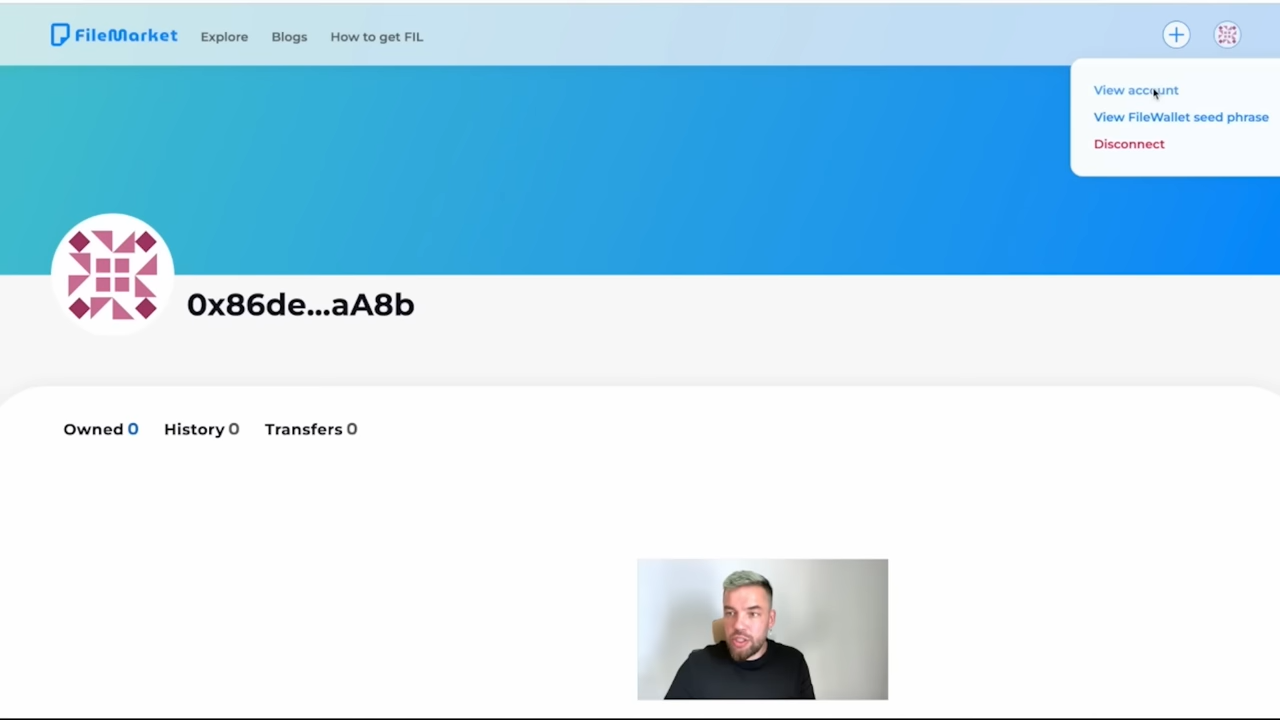 FileMarket Explore Blogs How to get FIL
View account
View FileWallet seed phrase
Disconnect
0x86de...aA8b
Owned 0 History 0 Transfers 0